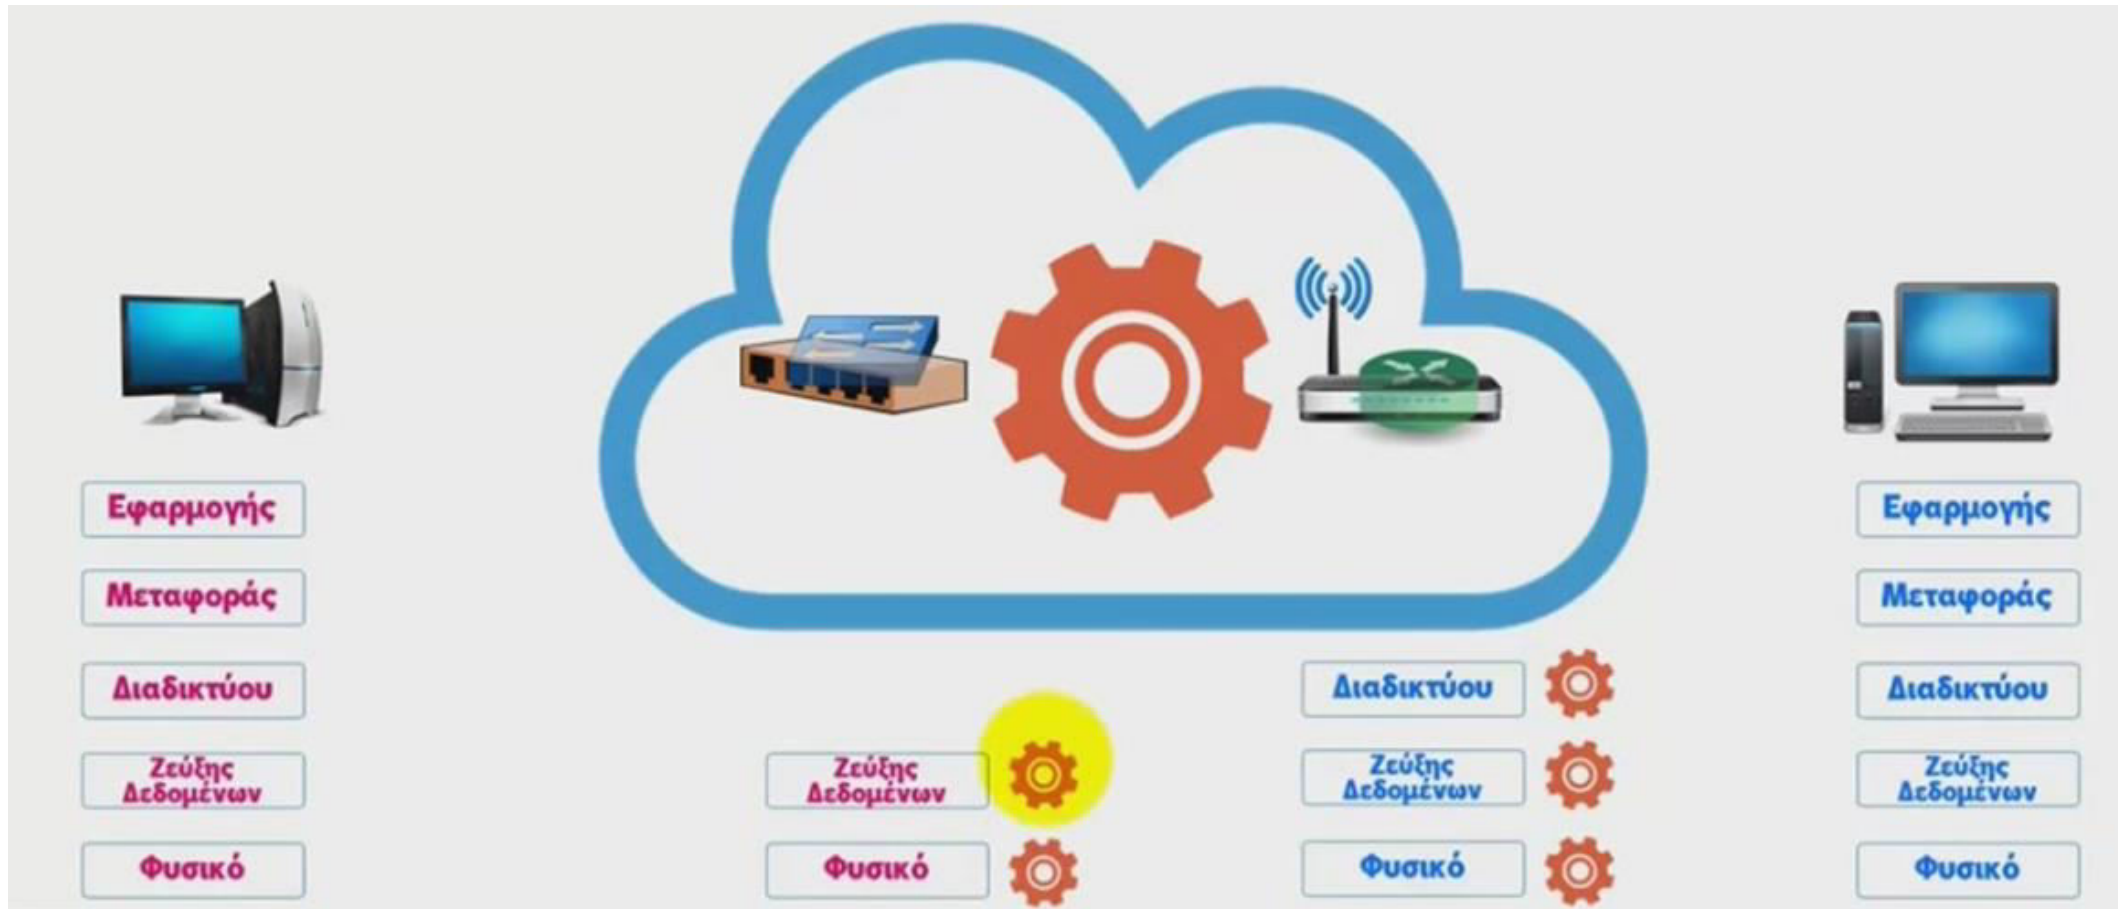 Εφαρμογής
Μεταφοράς
Διαδικτύου
Ζεύξης
Δεδομένων
Φυσικό
Ζεύξης
Δεδομένων
Φυσικό
Διαδικτύου
Ζεύξης
Δεδομένων
Φυσικό
Εφαρμογής
Μεταφοράς
Διαδικτύου
Ζεύξης
Δεδομένων
Φυσικό